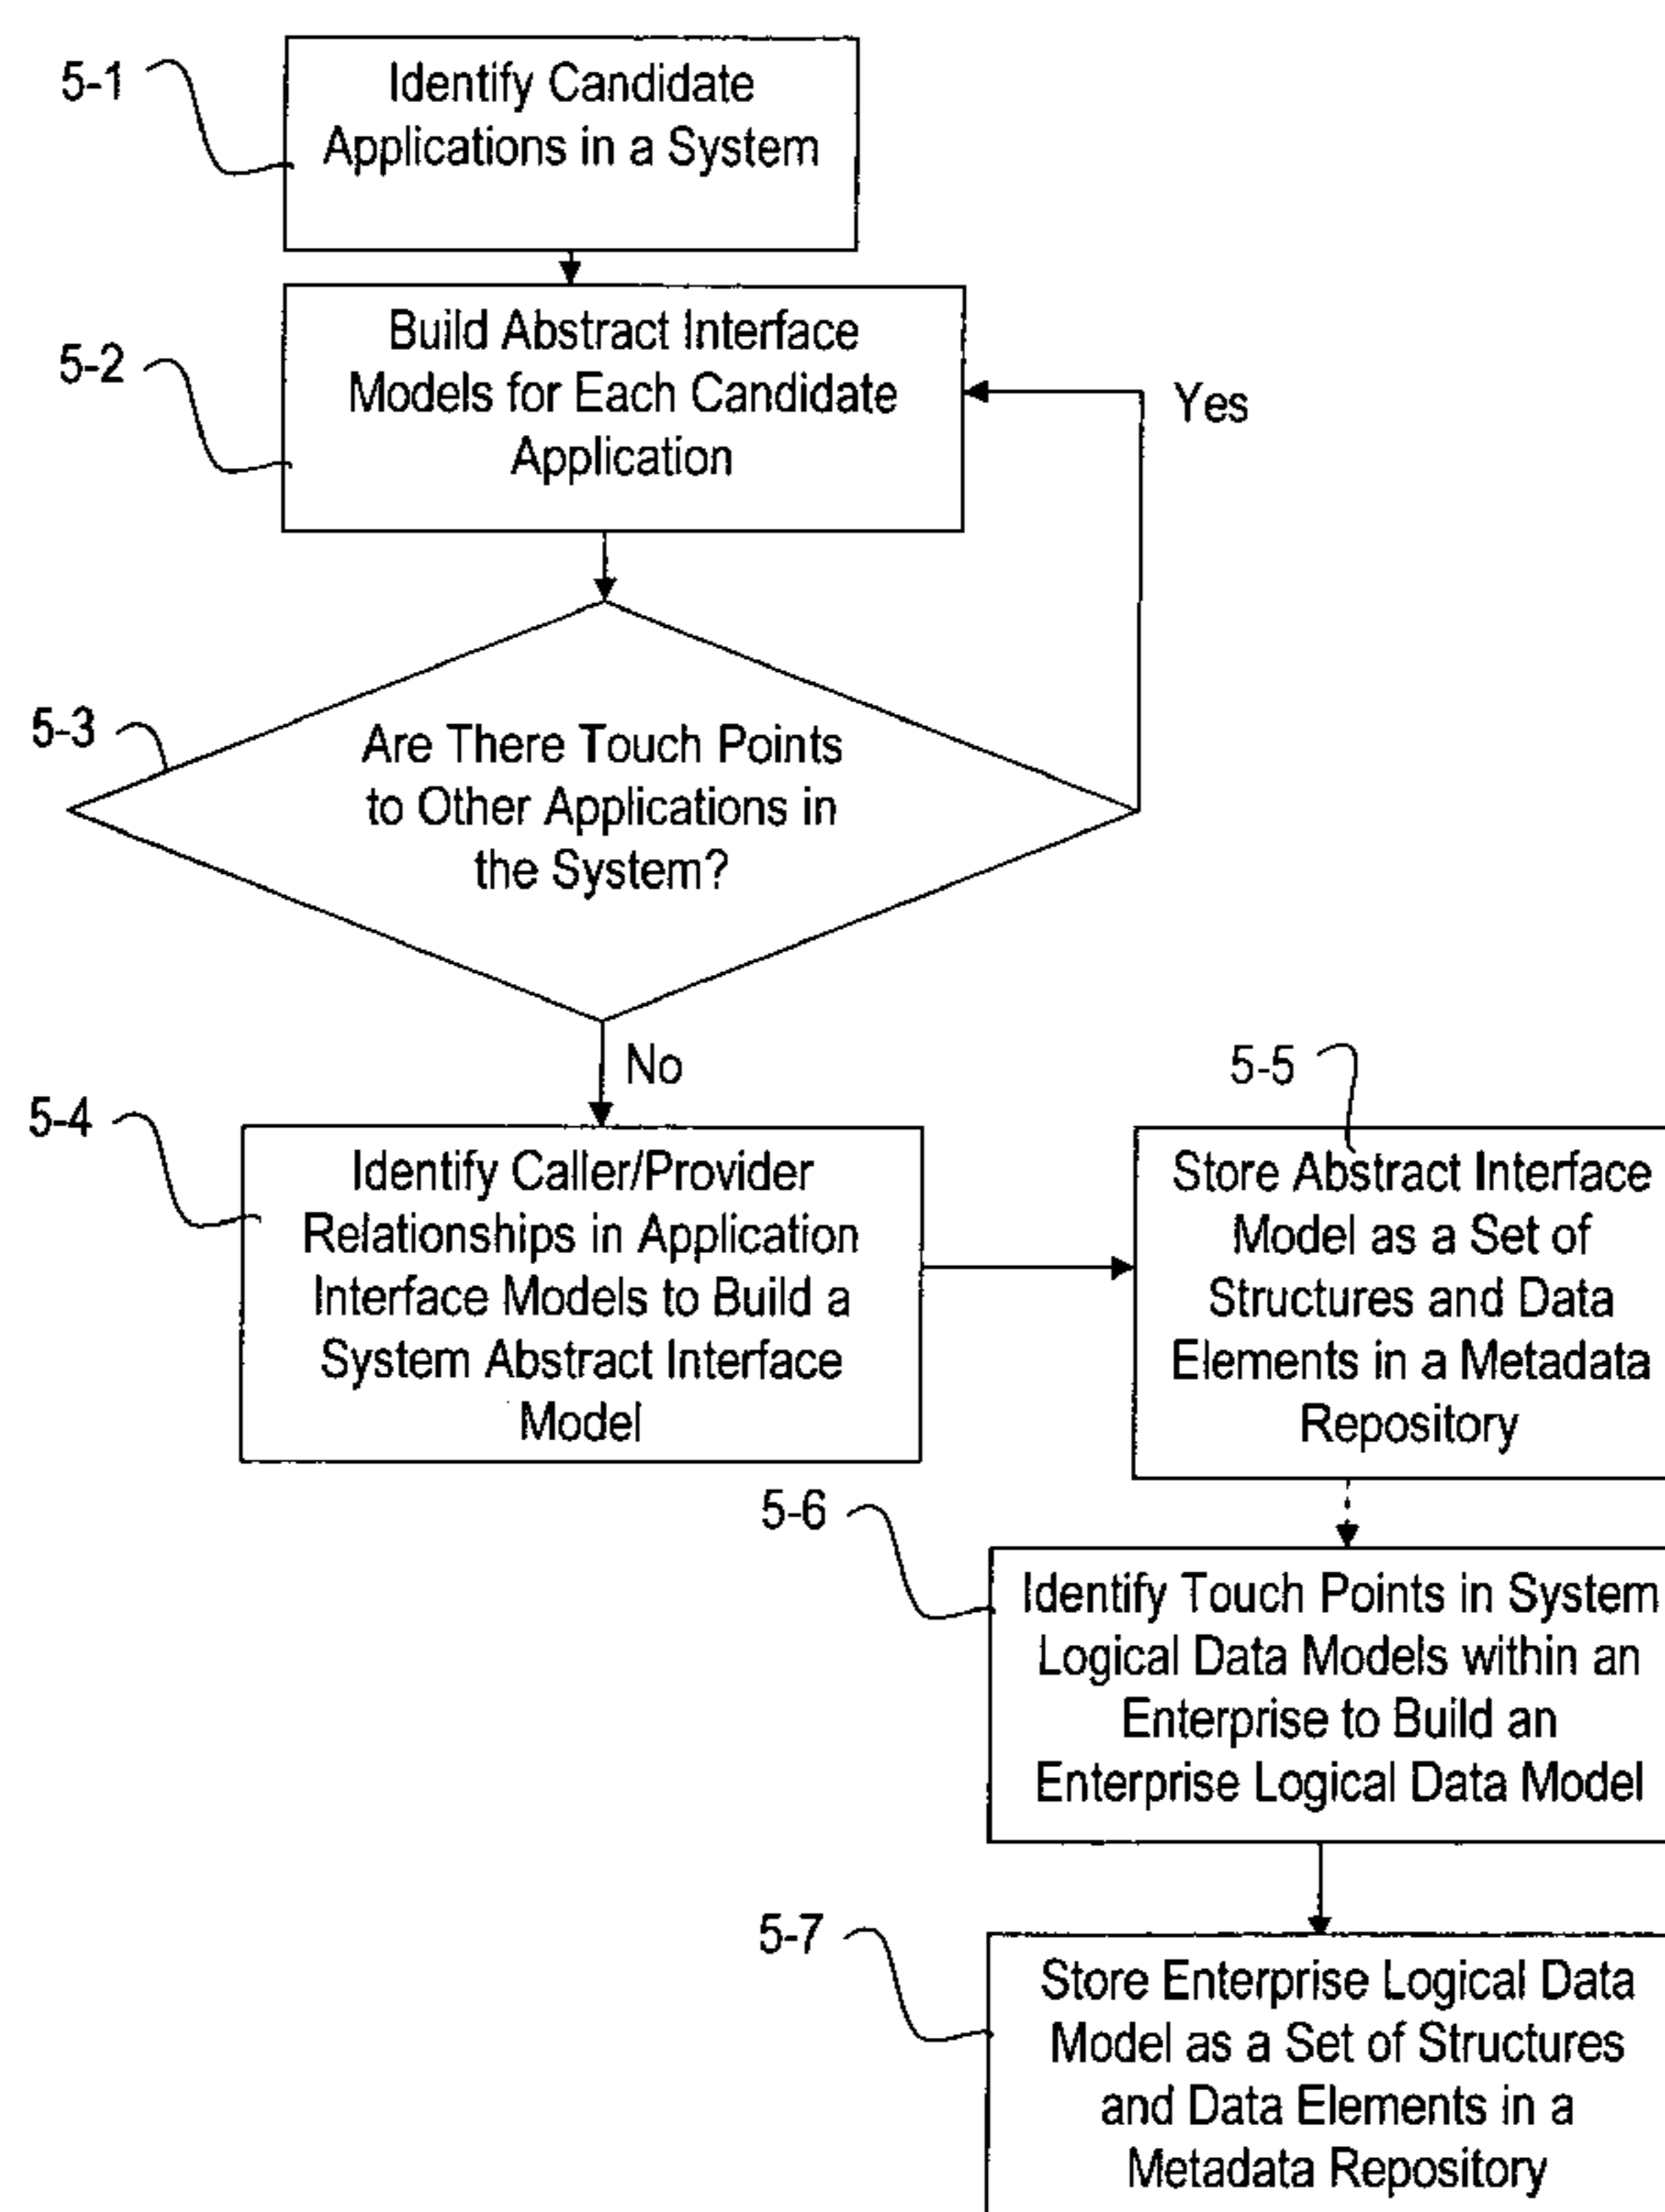 5-1
Identify Candidate
Applications in a System
5-2
Build Abstract Interface
Models for Each Candidate
Application
Yes
5-3
Are There Touch Points
to Other Applications in
the System?
No
5-4
Identify Caller/Provider
Relationships in Application
Interface Models to Build a
System Abstract Interface
Model
5-5
Store Abstract Interface
Model as a Set of
Structures and Data
Elements in a Metadata
Repository
5-6
Identify Touch Points in System
Logical Data Models within an
Enterprise to Build an
Enterprise Logical Data Model
5-7
Store Enterprise Logical Data
Model as a Set of Structures
and Data Elements in a
Metadata Repository